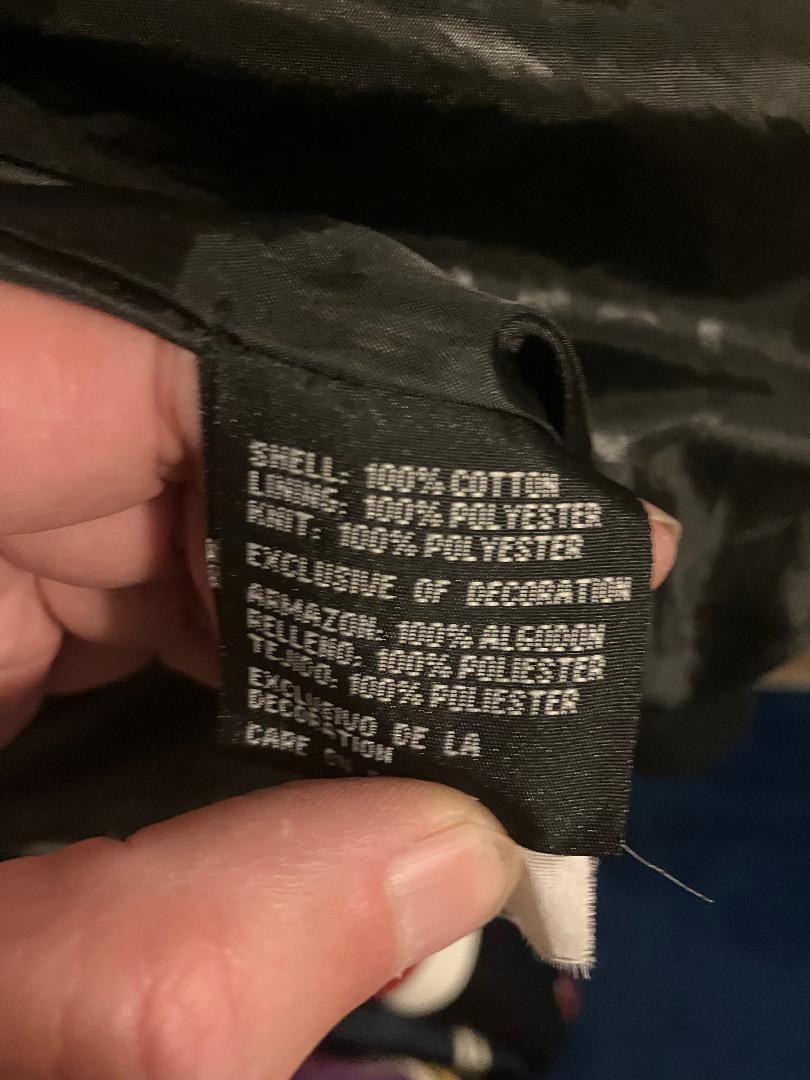 SHELL: 100% COTTON
LINING: 100% POLYESTER
KNIT: 100% POLYESTER
EXCLUSIVE OF DECORATION
ARMAZON: 100% ALGODON
RELLENO: 100% POLIESTER
TEJIDO: 100% POLIESTER
EXCLUSIVO DE LA
DECORATION
CARE